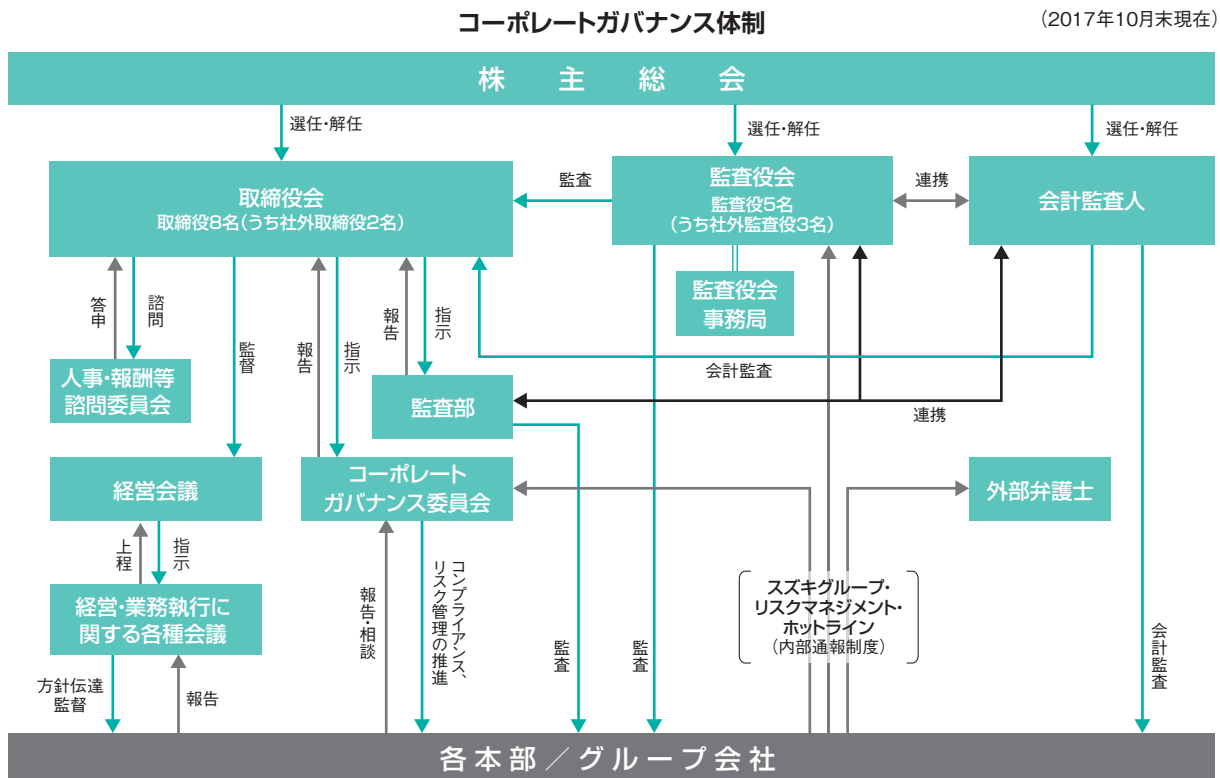 コーポレートガバナンス体制
（2017年10月末現在）
株主総会
選任・解任
選任・解任
選任・解任
取締役会
取締役8名（うち社外取締役2名）
監査
監査役会
監査役5名
（うち社外監査役3名）
連携
会計監査人
監査役会
事務局
答申
諮問
監督
報告
指示
報告
指示
会計監査
人事・報酬等
諮問委員会
監査部
連携
経営会議
コーポレート
ガバナンス委員会
外部弁護士
上程
指示
経営・業務執行に
関する各種会議
報告・相談
コンプライアンス、
リスク管理の推進
監査
監査
スズキグループ・
リスクマネジメント・
ホットライン
（内部通報制度）
会計監査
方針伝達
監督
報告
各本部／グループ会社